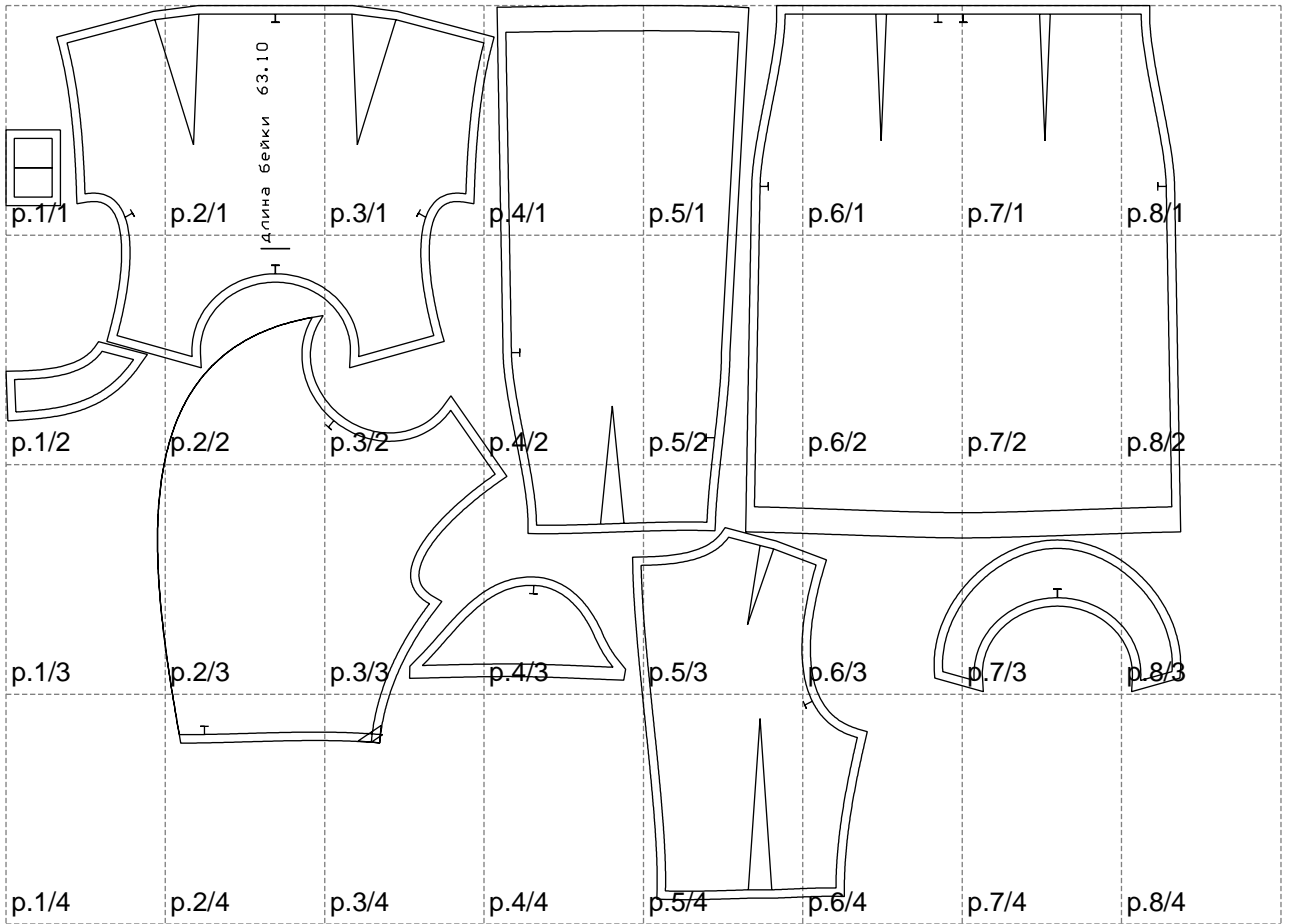 длина бейки 63.10
p.1/1 p.2/1 p.3/1 p.4/1 p.5/1 p.6/1 p.7/1 p.8/1
p.1/2 p.2/2 p.3/2 p.4/2 p.5/2 p.6/2 p.7/2 p.8/2
p.1/3 p.2/3 p.3/3 p.4/3 p.5/3 p.6/3 p.7/3 p.8/3
p.1/4 p.2/4 p.3/4 p.4/4 p.5/4 p.6/4 p.7/4 p.8/4